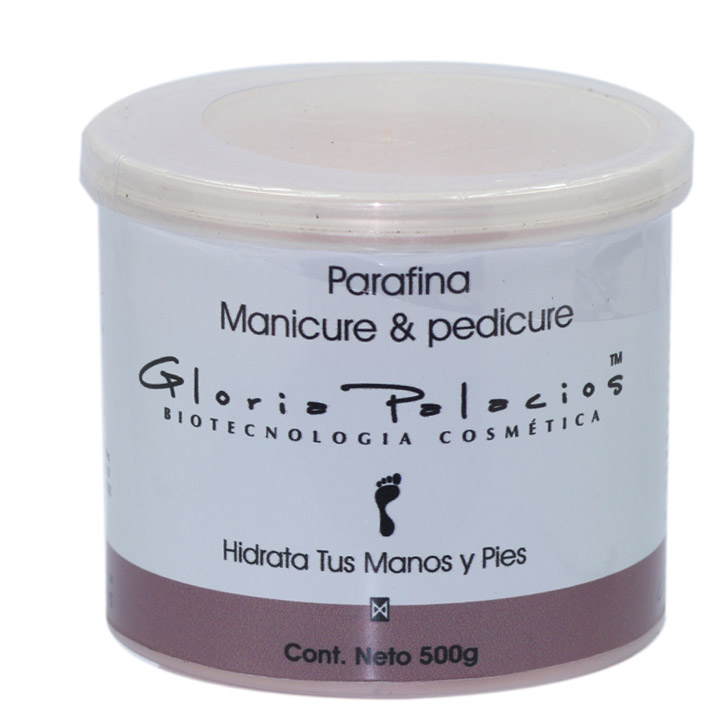 Parafina
Manicure & pedicure
Gloria Palacios™
BIOTECNOLOGIA COSMÉTICA
Hidrata Tus Manos y Pies
Cont. Neto 500g